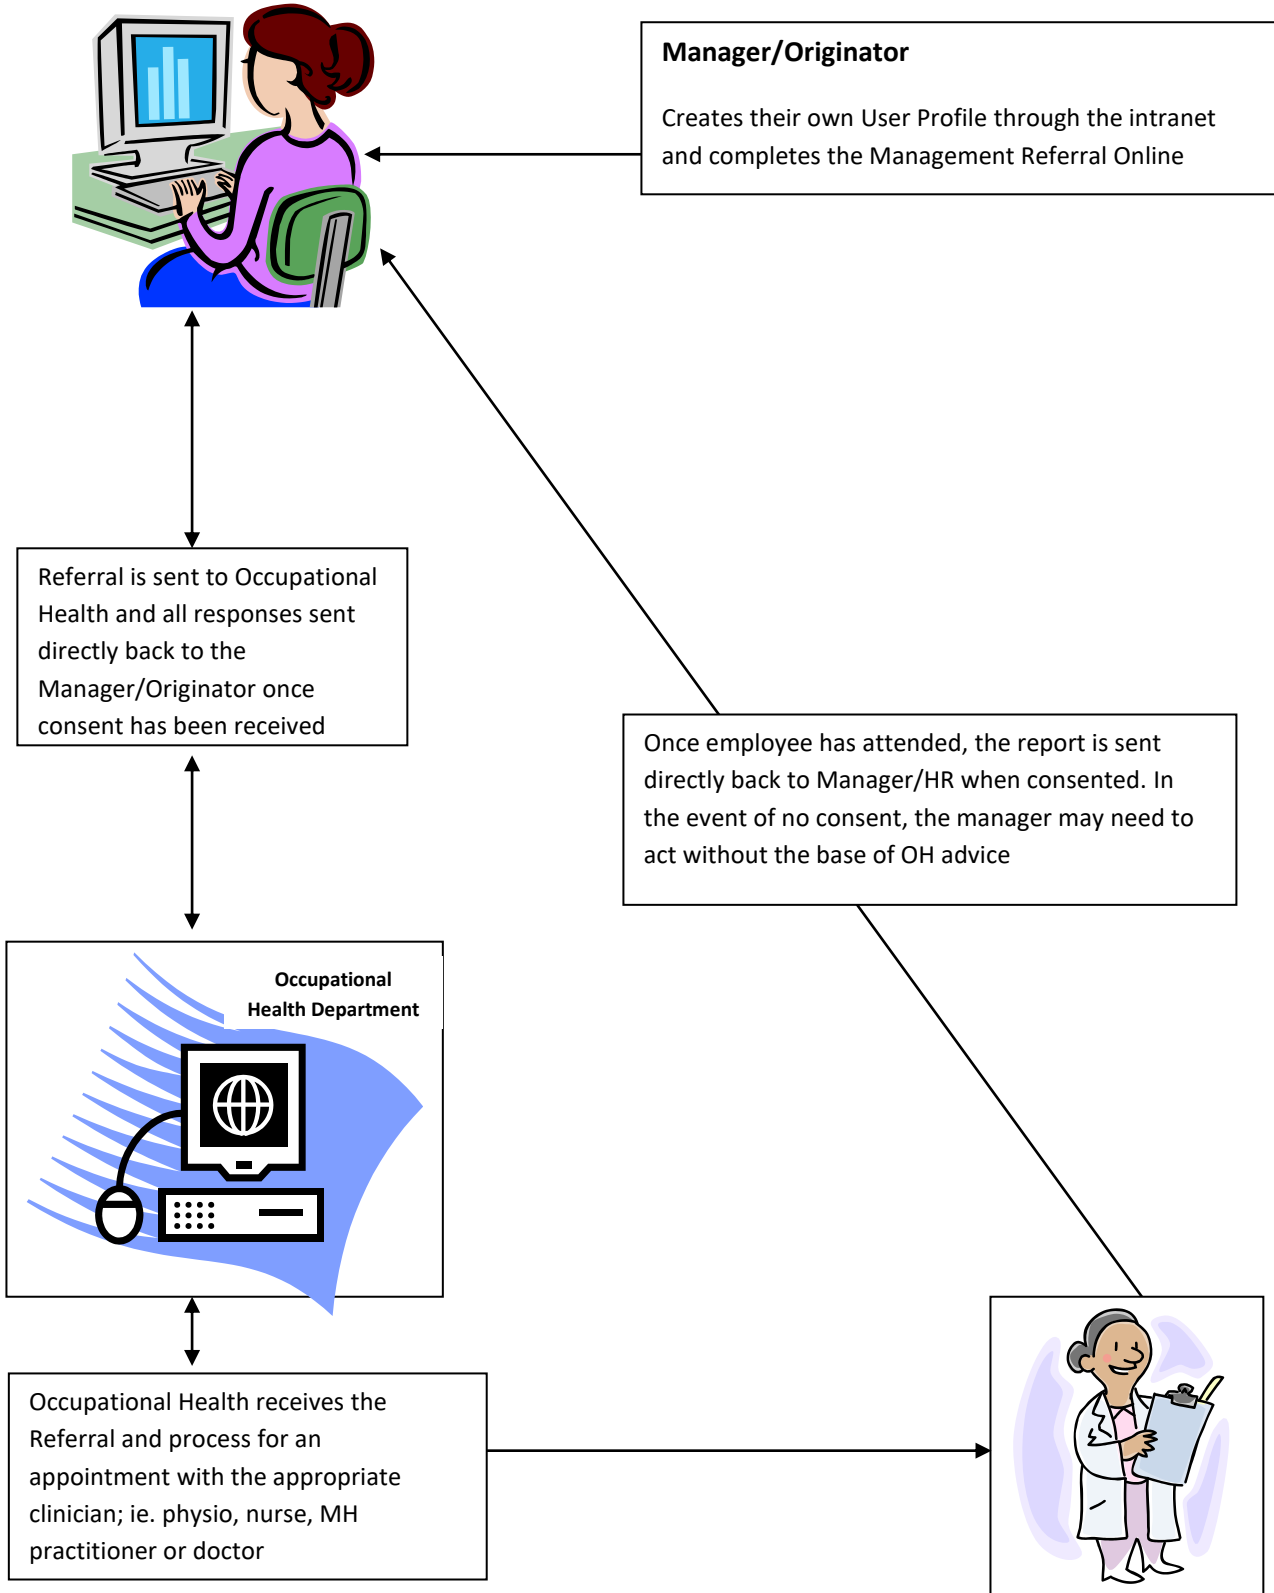 Manager/Originator
Creates their own User Profile through the intranet
and completes the Management Referral Online
Referral is sent to Occupational
Health and all responses sent
directly back to the
Manager/Originator once
consent has been received
Once employee has attended, the report is sent
directly back to Manager/HR when consented. In
the event of no consent, the manager may need to
act without the base of OH advice
Occupational
Health Department
Occupational Health receives the
Referral and process for an
appointment with the appropriate
clinician; ie. physio, nurse, MH
practitioner or doctor